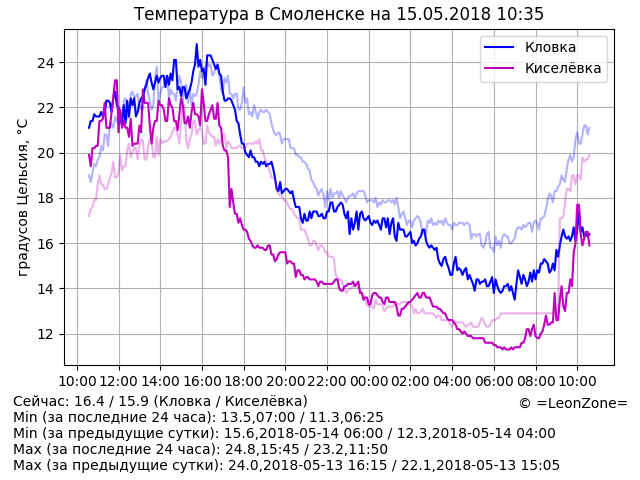 Температура в Смоленске на 15.05.2018 10:35
Кловка
Киселёвка
градусов Цельсия, °C
24
22
20
18
16
14
12
10:00 12:00 14:00 16:00 18:00 20:00 22:00 00:00 02:00 04:00 06:00 08:00 10:00
Сейчас: 16.4 / 15.9 (Кловка / Киселёвка)
© =LeonZone=
Min (за последние 24 часа): 13.5,07:00 / 11.3,06:25
Min (за предыдущие сутки): 15.6,2018-05-14 06:00 / 12.3,2018-05-14 04:00
Max (за последние 24 часа): 24.8,15:45 / 23.2,11:50
Max (за предыдущие сутки): 24.0,2018-05-13 16:15 / 22.1,2018-05-13 15:05